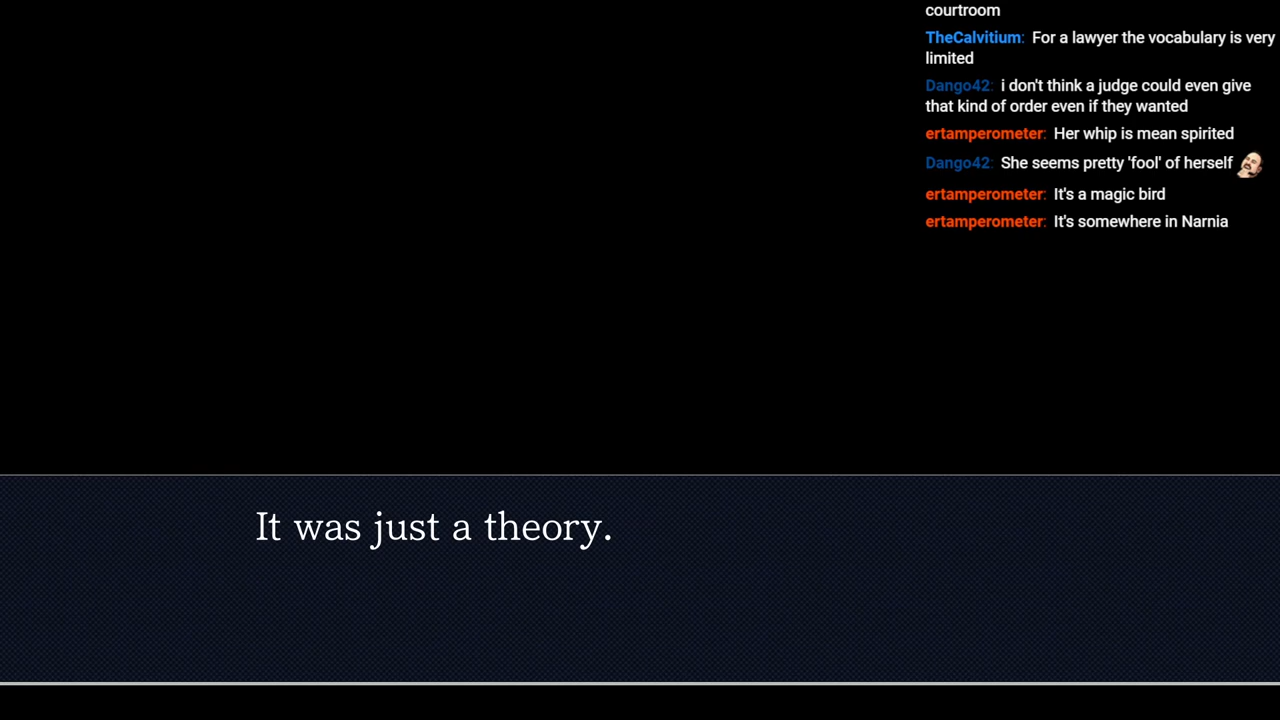 courtroom
TheCalvitium: For a lawyer the vocabulary is very
limited
Dango42: i don't think a judge could even give
that kind of order even if they wanted
ertamperometer: Her whip is mean spirited
Dango42: She seems pretty 'fool' of herself
ertamperometer: It's a magic bird
ertamperometer: It's somewhere in Narnia
It was just a theory.